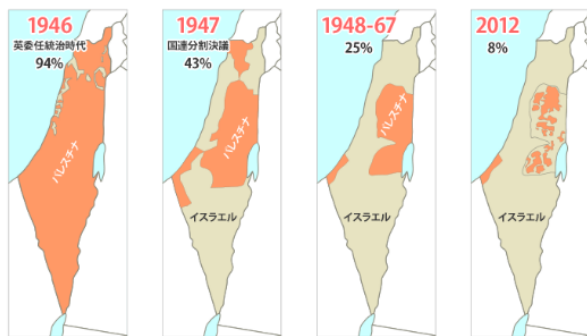 1946
英委任統治時代
94%
パレスチナ
1947
国連分割決議
43%
パレスチナ
イスラエル
1948-67
25%
パレスチナ
イスラエル
2012
8%
イスラエル